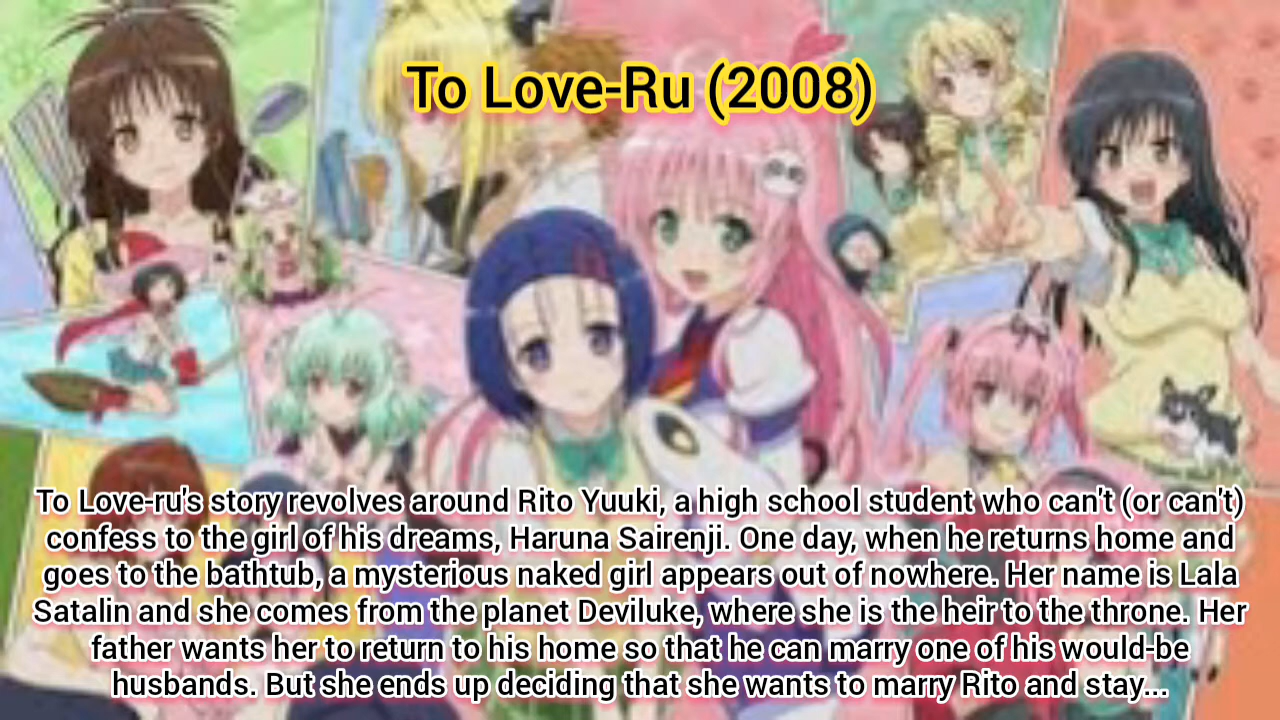 To Love-Ru (2008)
To Love-ru's story revolves around Rito Yuuki, a high school student who can't (or can't)
confess to the girl of his dreams, Haruna Sairenji. One day, when he returns home and
goes to the bathtub, a mysterious naked girl appears out of nowhere. Her name is Lala
Satalin and she comes from the planet Deviluke, where she is the heir to the throne. Her
father wants her to return to his home so that he can marry one of his would-be
husbands. But she ends up deciding that she wants to marry Rito and stay...